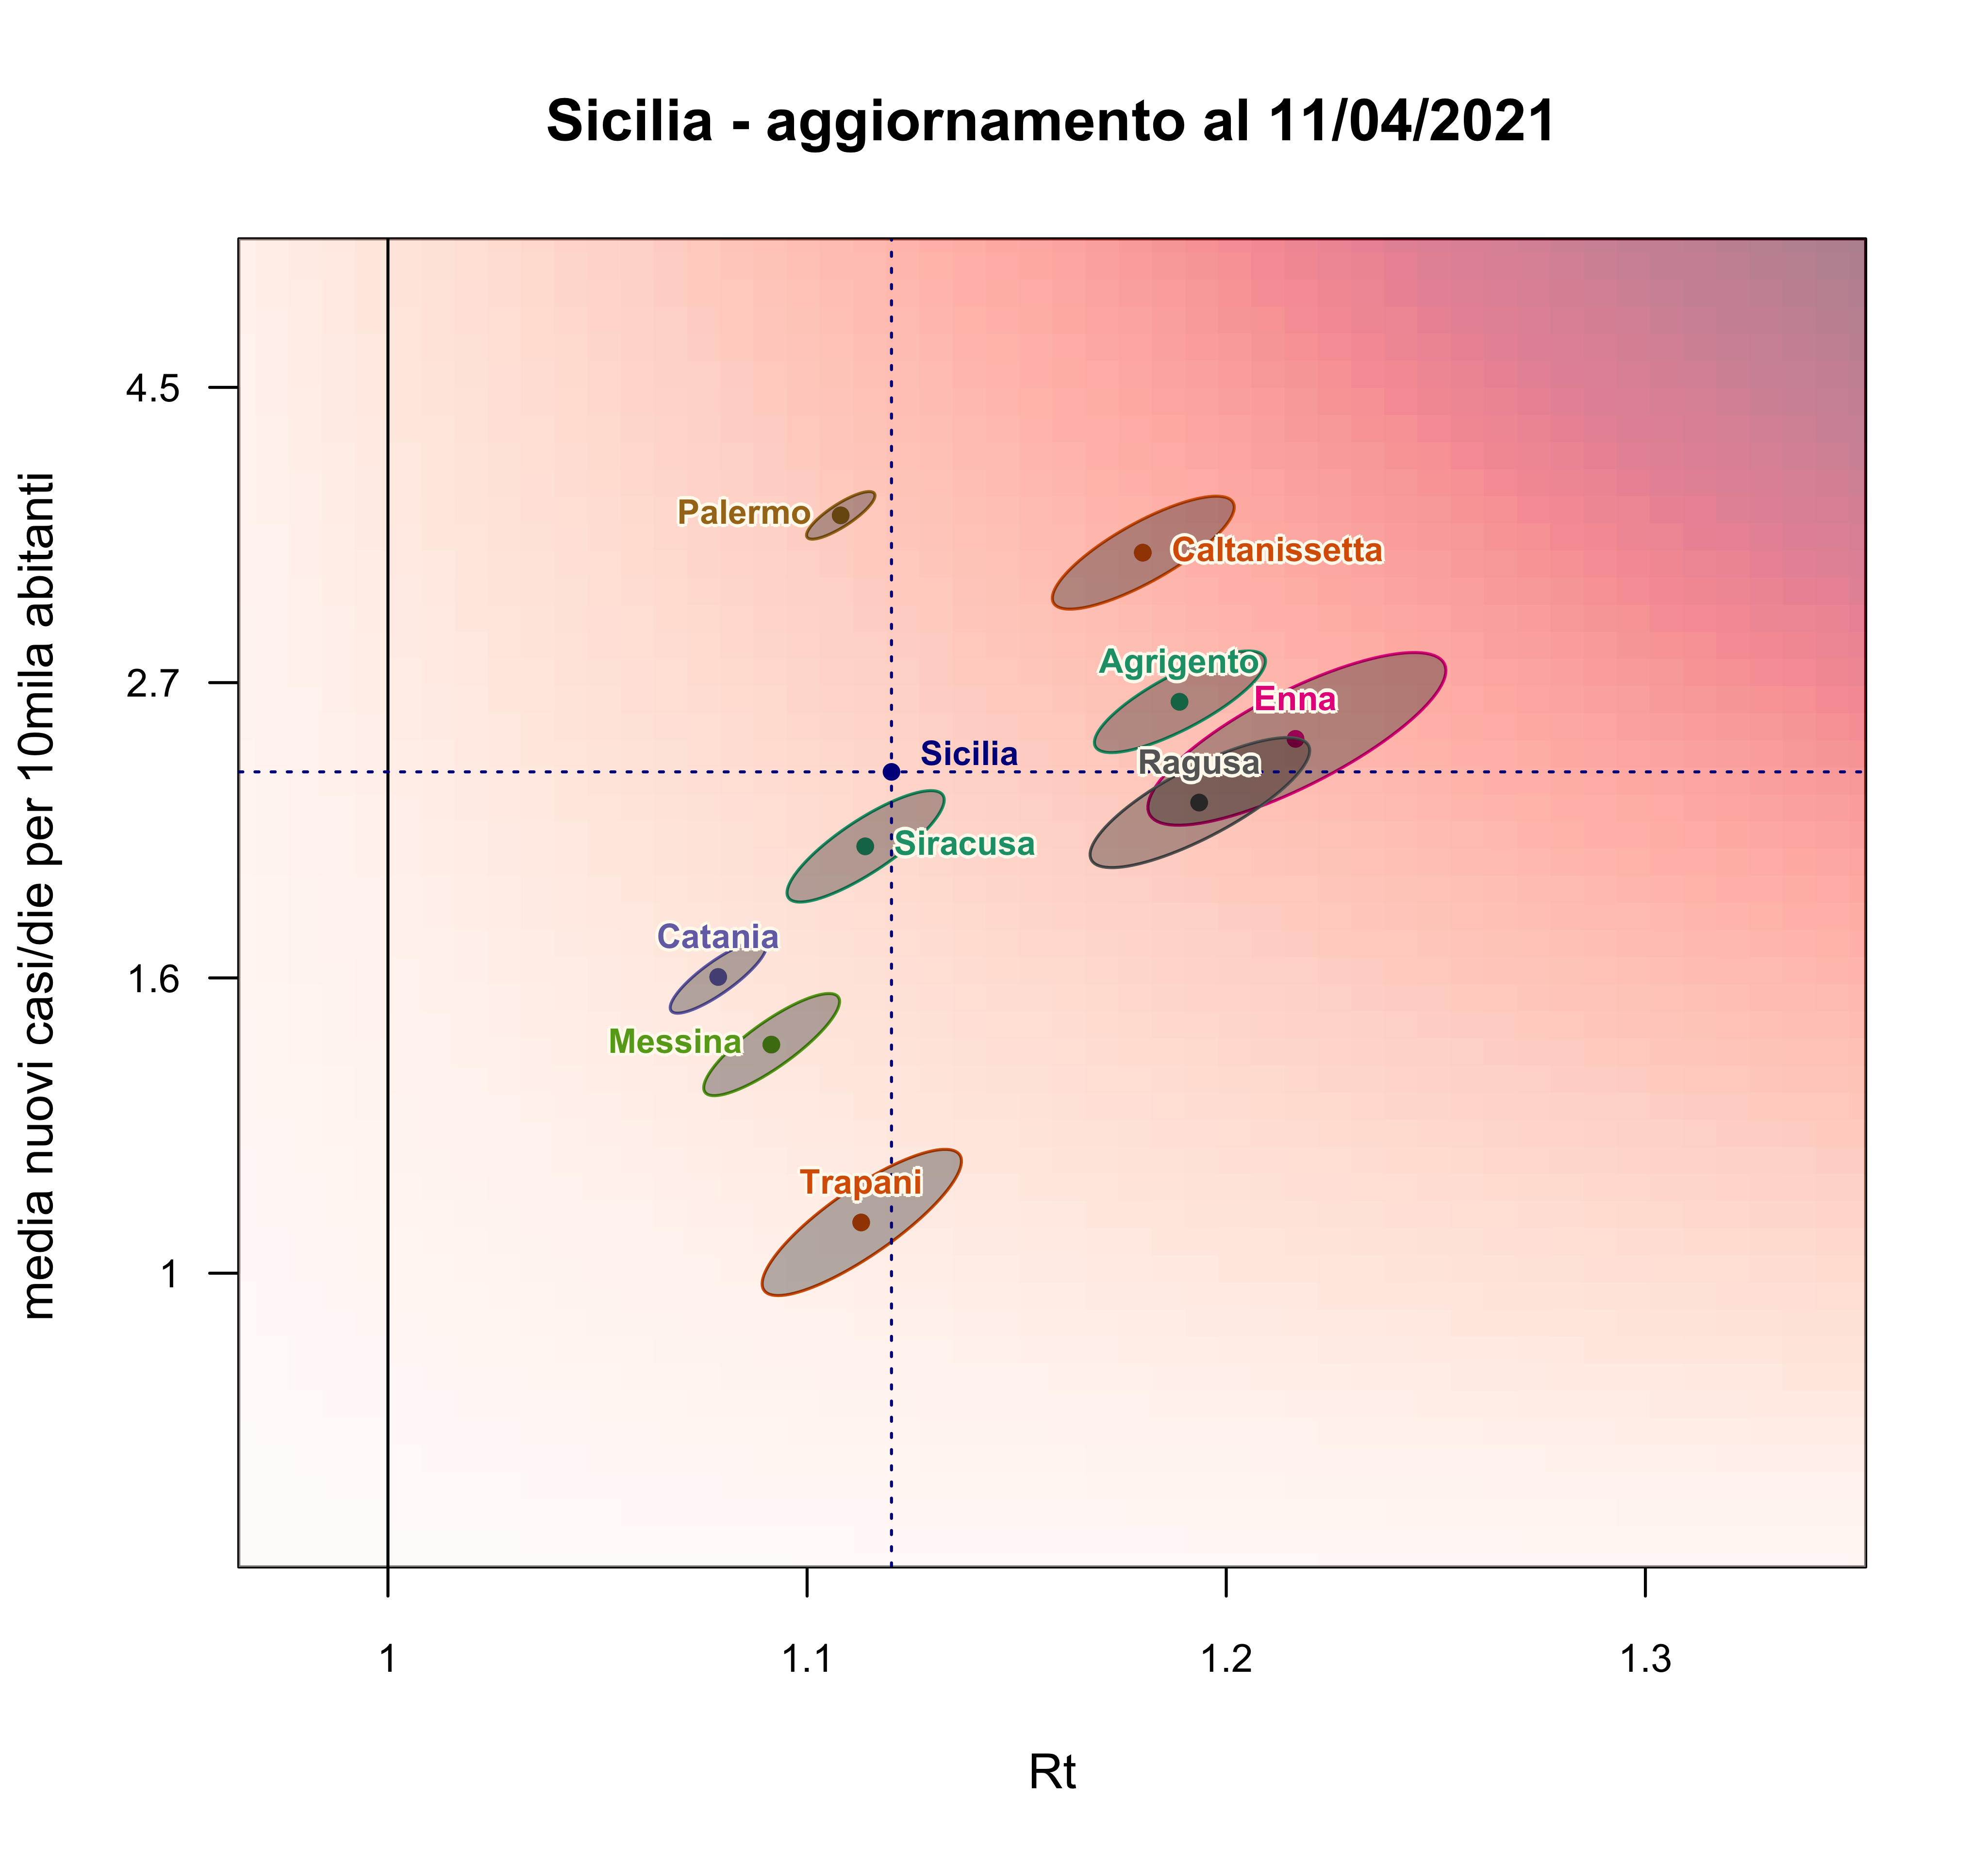 Sicilia - aggiornamento al 11/04/2021
media nuovi casi/die per 10mila abitanti
4.5
2.7
1.6
1
Palermo
Caltanissetta
Agrigento
Enna
Sicilia
Ragusa
Siracusa
Catania
Messina
Trapani
1
1.1
1.2
1.3
Rt